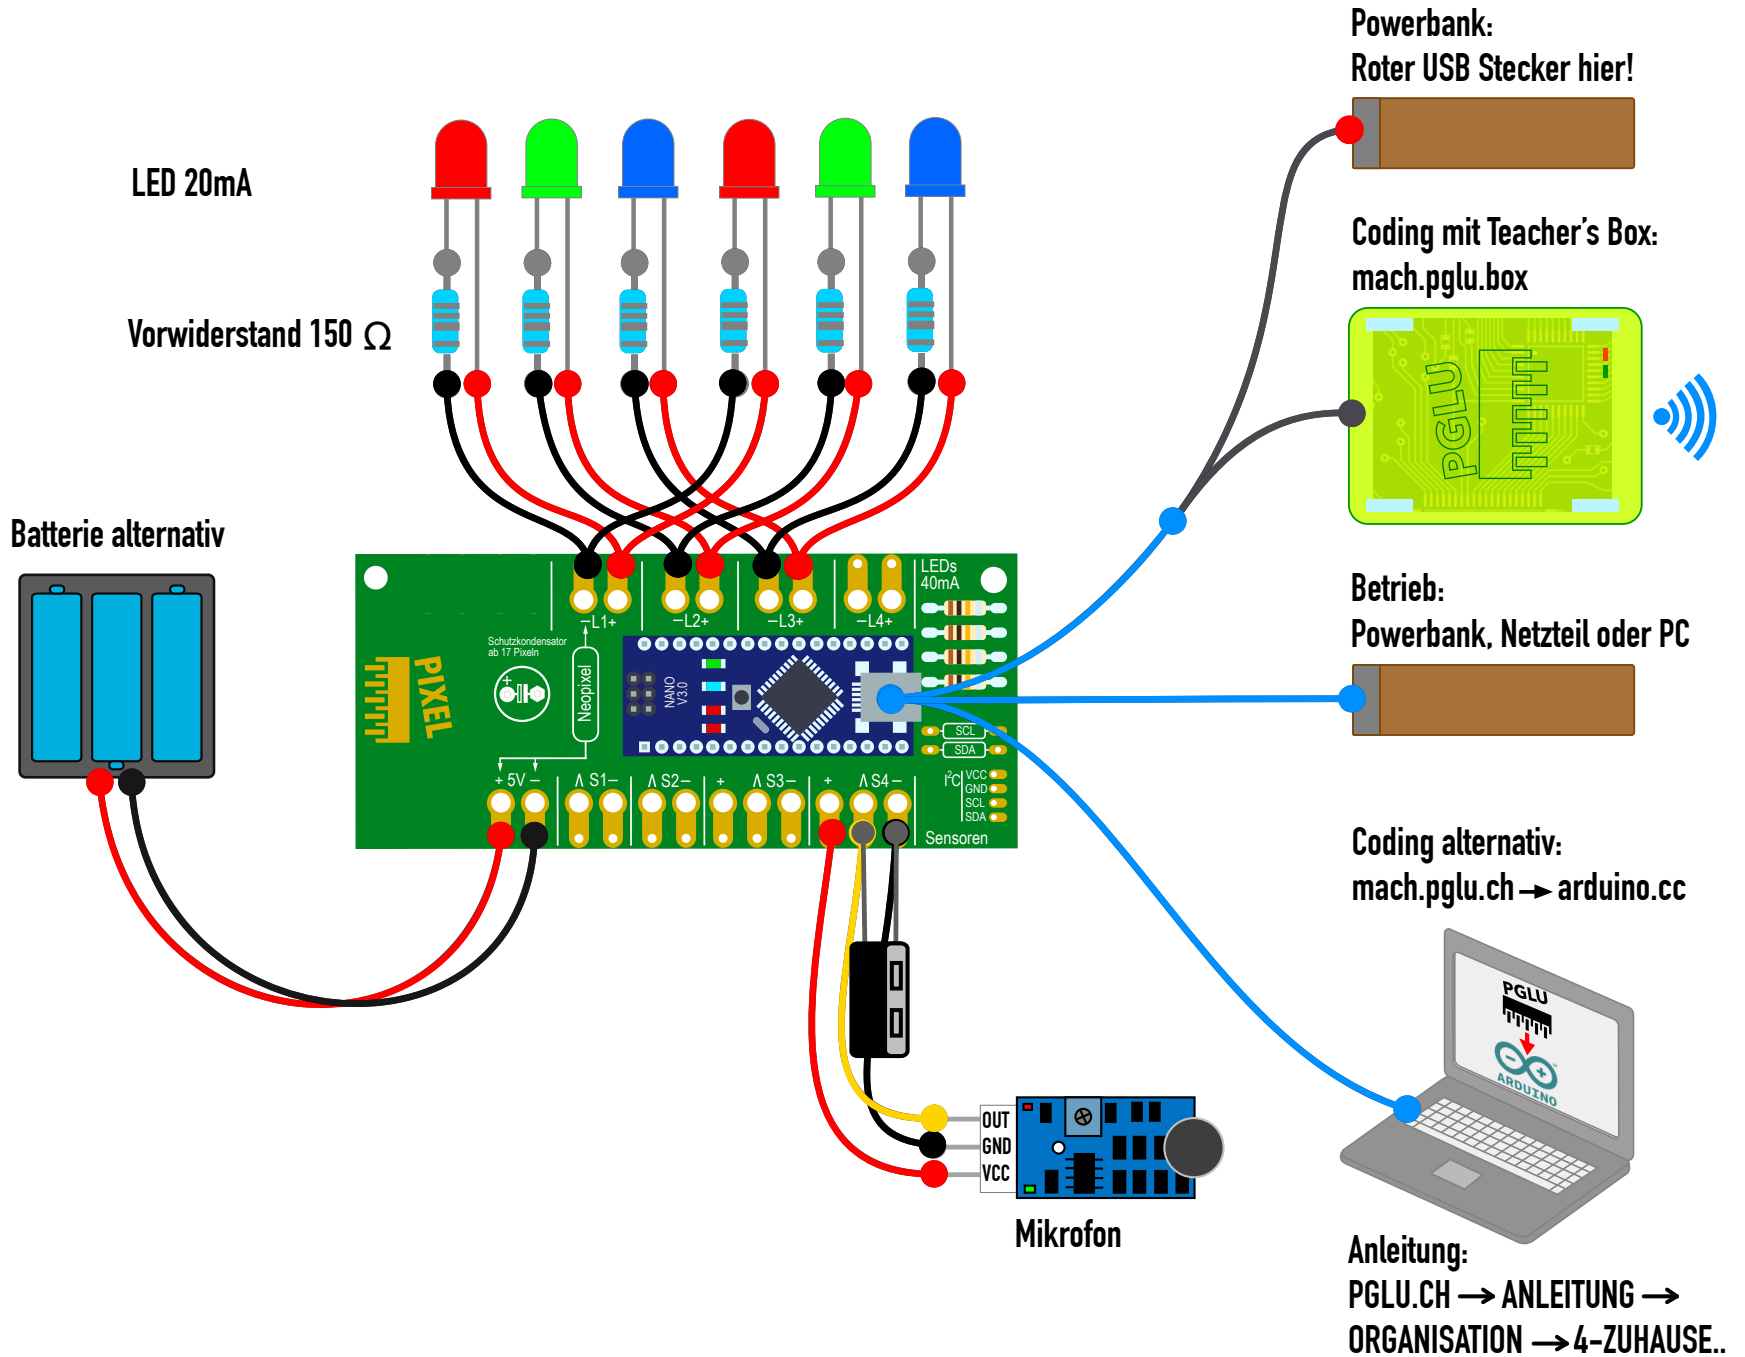 Powerbank:
Roter USB Stecker hier!
LED 20mA
Coding mit Teacher's Box:
mach.pglu.box
Vorwiderstand 150 Ω
PGLU
Batterie alternativ
LEDs
40mA
−L1+
−L2+
−L3+
−L4+
Schutzkondensator
ab 17 Pixeln
+
Neopixel
PIXEL
NANO
V3.0
Betrieb:
Powerbank, Netzteil oder PC
SCL
SDA
+ 5V −
Λ S1−
Λ S2−
+ Λ S3−
+ Λ S4−
I²C
VCC
GND
SCL
SDA
Sensoren
Coding alternativ:
mach.pglu.ch → arduino.cc
PGLU
ARDUINO
OUT
GND
VCC
Mikrofon
Anleitung:
PGLU.CH → ANLEITUNG →
ORGANISATION → 4-ZUHAUSE..